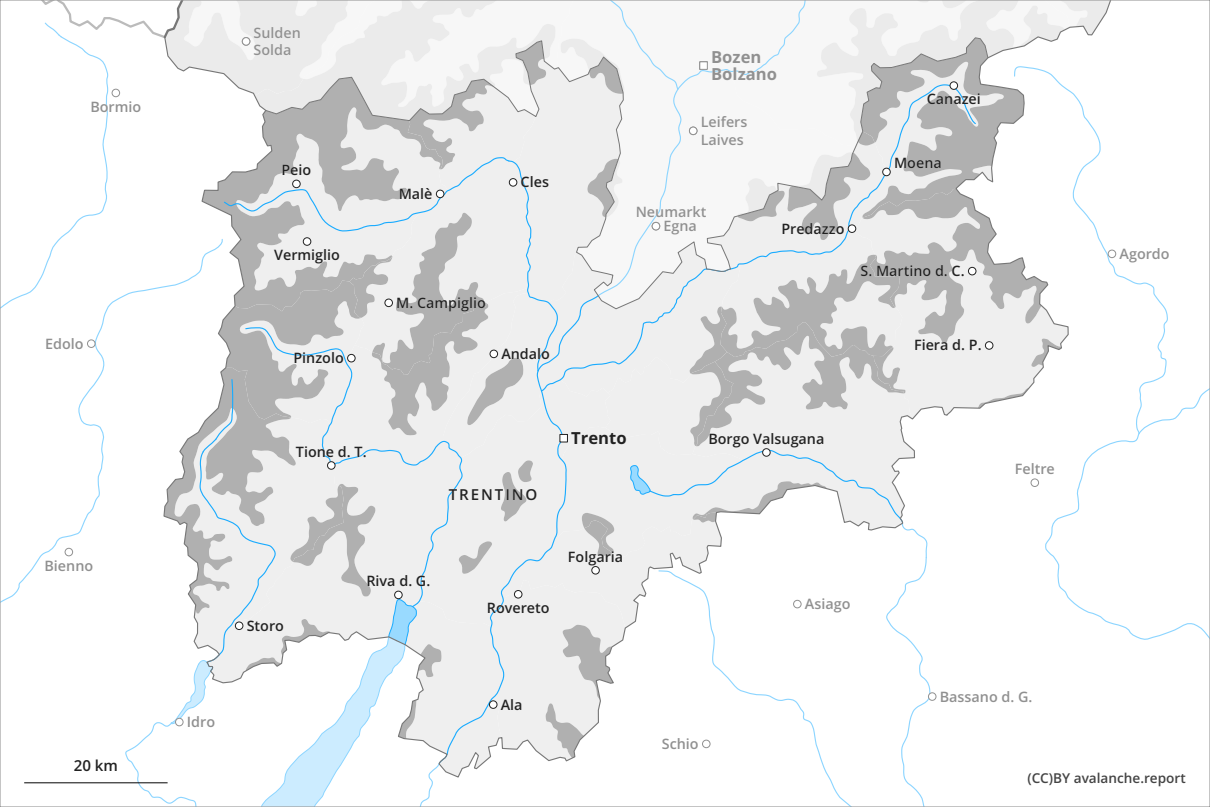 Sulden
Solda
Bozen
Bolzano
Bormio
Canazei
Leifers
Laives
Moena
Peio
Malè
Cles
Neumarkt
Egna
Predazzo
Vermiglio
Agordo
S. Martino d. C.
M. Campiglio
Edolo
Fiera d. P.
Pinzolo
Andalo
Trento
Borgo Valsugana
Tione d. T.
Feltre
TRENTINO
Bienno
Folgaria
Riva d. G.
Rovereto
Asiago
Storo
Bassano d. G.
Ala
Idro
Schio
20 km
(CC)BY avalanche.report